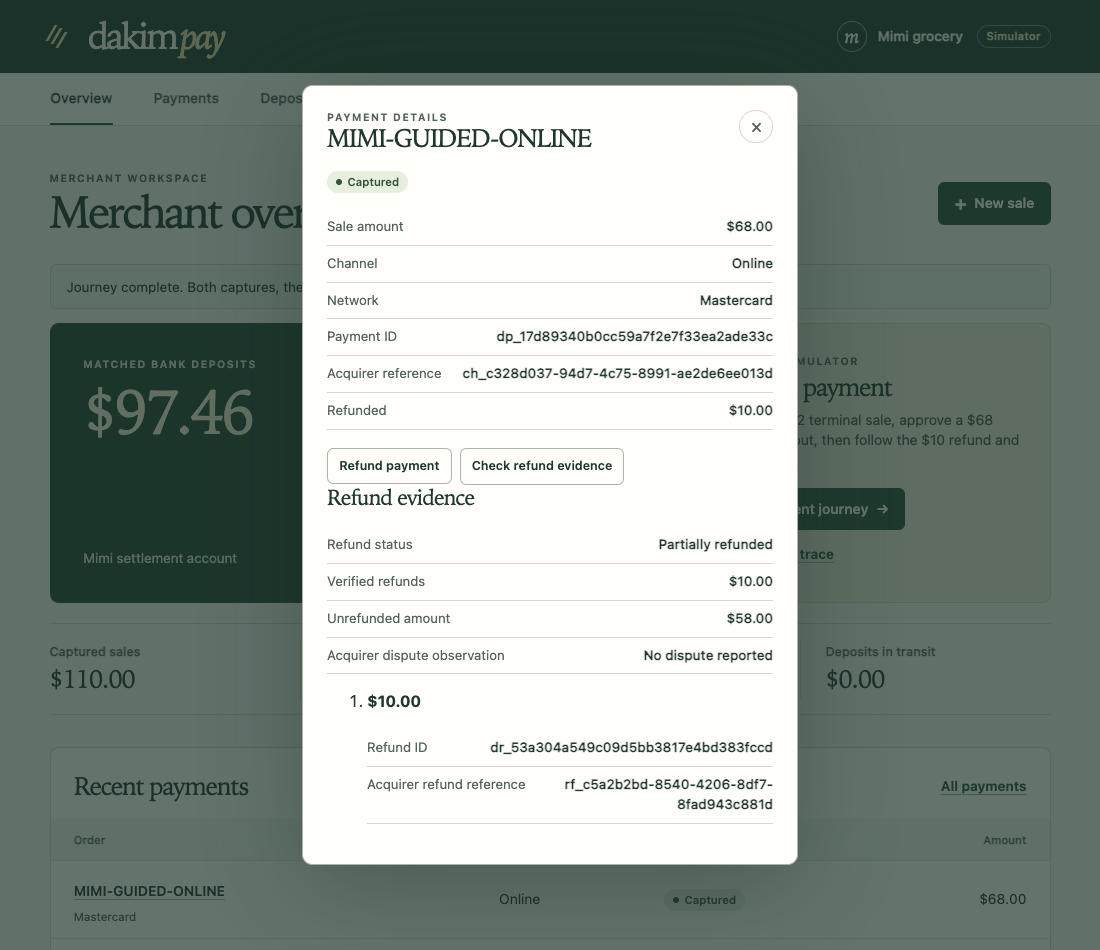 dakimpay
m
Mimi grocery
Simulator
Overview
Payments
Depos
MERCHANT WORKSPACE
Merchant over
+ New sale
Journey complete. Both captures, the
MATCHED BANK DEPOSITS
$97.46
Mimi settlement account
MULATOR
payment
2 terminal sale, approve a $68
out, then follow the $10 refund and
ent journey →
trace
Captured sales
$110.00
Deposits in transit
$0.00
Recent payments
All payments
Order
Amount
MIMI-GUIDED-ONLINE
Mastercard
Online
Captured
$68.00
PAYMENT DETAILS
MIMI-GUIDED-ONLINE
×
Captured
Sale amount $68.00
Channel Online
Network Mastercard
Payment ID dp_17d89340b0cc59a7f2e7f33ea2ade33c
Acquirer reference ch_c328d037-94d7-4c75-8991-ae2de6ee013d
Refunded $10.00
Refund payment
Check refund evidence
Refund evidence
Refund status Partially refunded
Verified refunds $10.00
Unrefunded amount $58.00
Acquirer dispute observation No dispute reported
1. $10.00
Refund ID dr_53a304a549c09d5bb3817e4bd383fccd
Acquirer refund reference rf_c5a2b2bd-8540-4206-8df7-
8fad943c881d